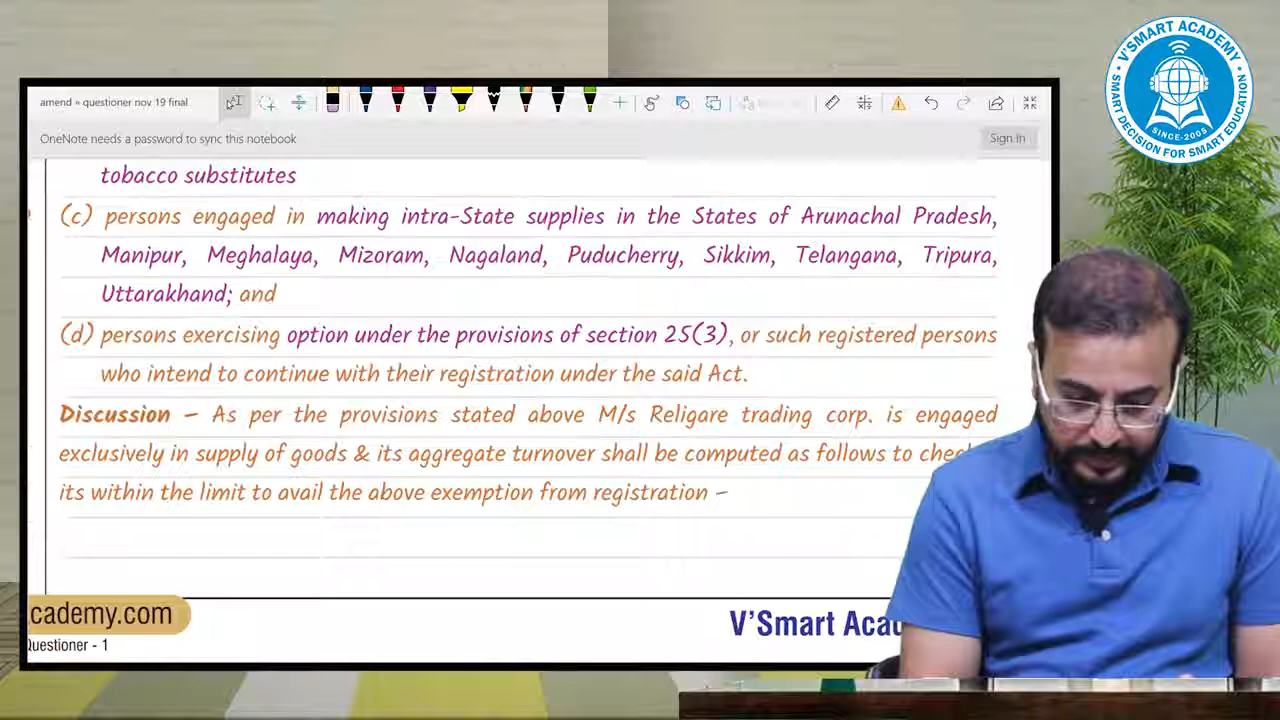 V'SMART ACADEMY
SINCE-2005
SMART DECISION FOR SMART EDUCATION
amend » questioner nov 19 final
OneNote needs a password to sync this notebook
Sign In
tobacco substitutes
(c) persons engaged in making intra-State supplies in the States of Arunachal Pradesh,
Manipur, Meghalaya, Mizoram, Nagaland, Puducherry, Sikkim, Telangana, Tripura,
Uttarakhand; and
(d) persons exercising option under the provisions of section 25(3), or such registered persons
who intend to continue with their registration under the said Act.
Discussion – As per the provisions stated above M/s Religare trading corp. is engaged
exclusively in supply of goods & its aggregate turnover shall be computed as follows to
its within the limit to avail the above exemption from registration –
cademy.com
V'Smart
Questioner - 1